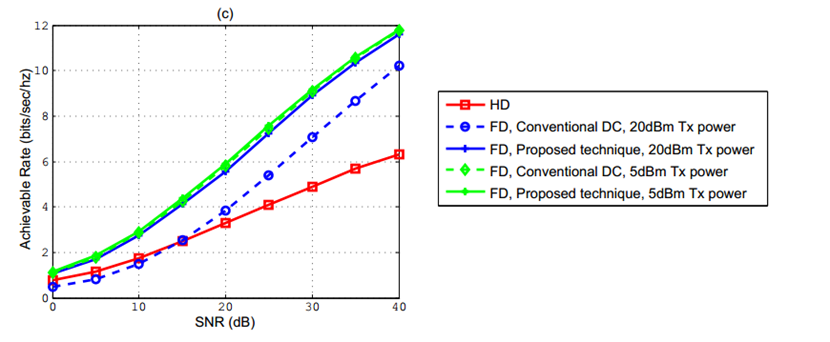 (c)
12
10
8
6
4
2
0
0 10 20 30 40
Achievable Rate (bits/sec/hz)
SNR (dB)
HD
FD, Conventional DC, 20dBm Tx power
FD, Proposed technique, 20dBm Tx power
FD, Conventional DC, 5dBm Tx power
FD, Proposed technique, 5dBm Tx power